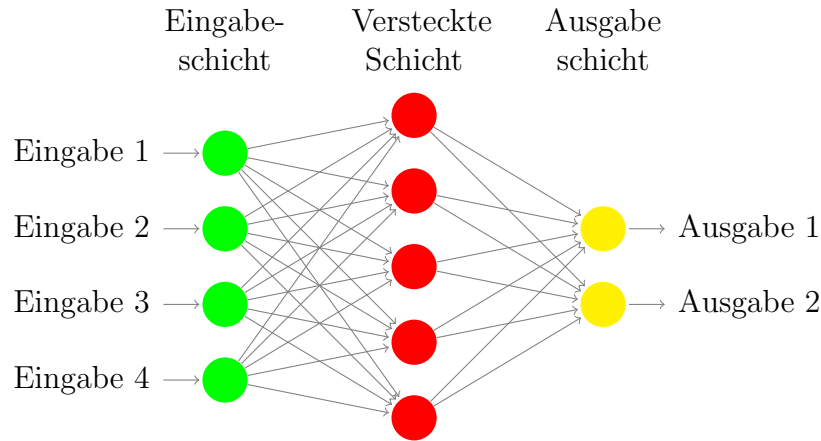 Eingabe-
schicht
Versteckte
Schicht
Ausgabe
schicht
Eingabe 1
Eingabe 2
Eingabe 3
Eingabe 4
Ausgabe 1
Ausgabe 2